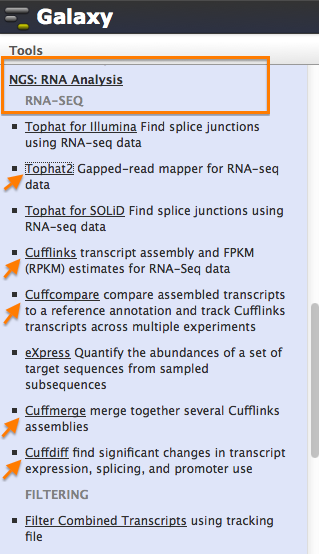 Galaxy
Tools
NGS: RNA Analysis
RNA-SEQ
Tophat for Illumina Find splice junctions
using RNA-seq data
Tophat2 Gapped-read mapper for RNA-seq
data
Tophat for SOLiD Find splice junctions using
RNA-seq data
Cufflinks transcript assembly and FPKM
(RPKM) estimates for RNA-Seq data
Cuffcompare compare assembled transcripts
to a reference annotation and track Cufflinks
transcripts across multiple experiments
eXpress Quantify the abundances of a set of
target sequences from sampled
subsequences
Cuffmerge merge together several Cufflinks
assemblies
Cuffdiff find significant changes in transcript
expression, splicing, and promoter use
FILTERING
Filter Combined Transcripts using tracking
file